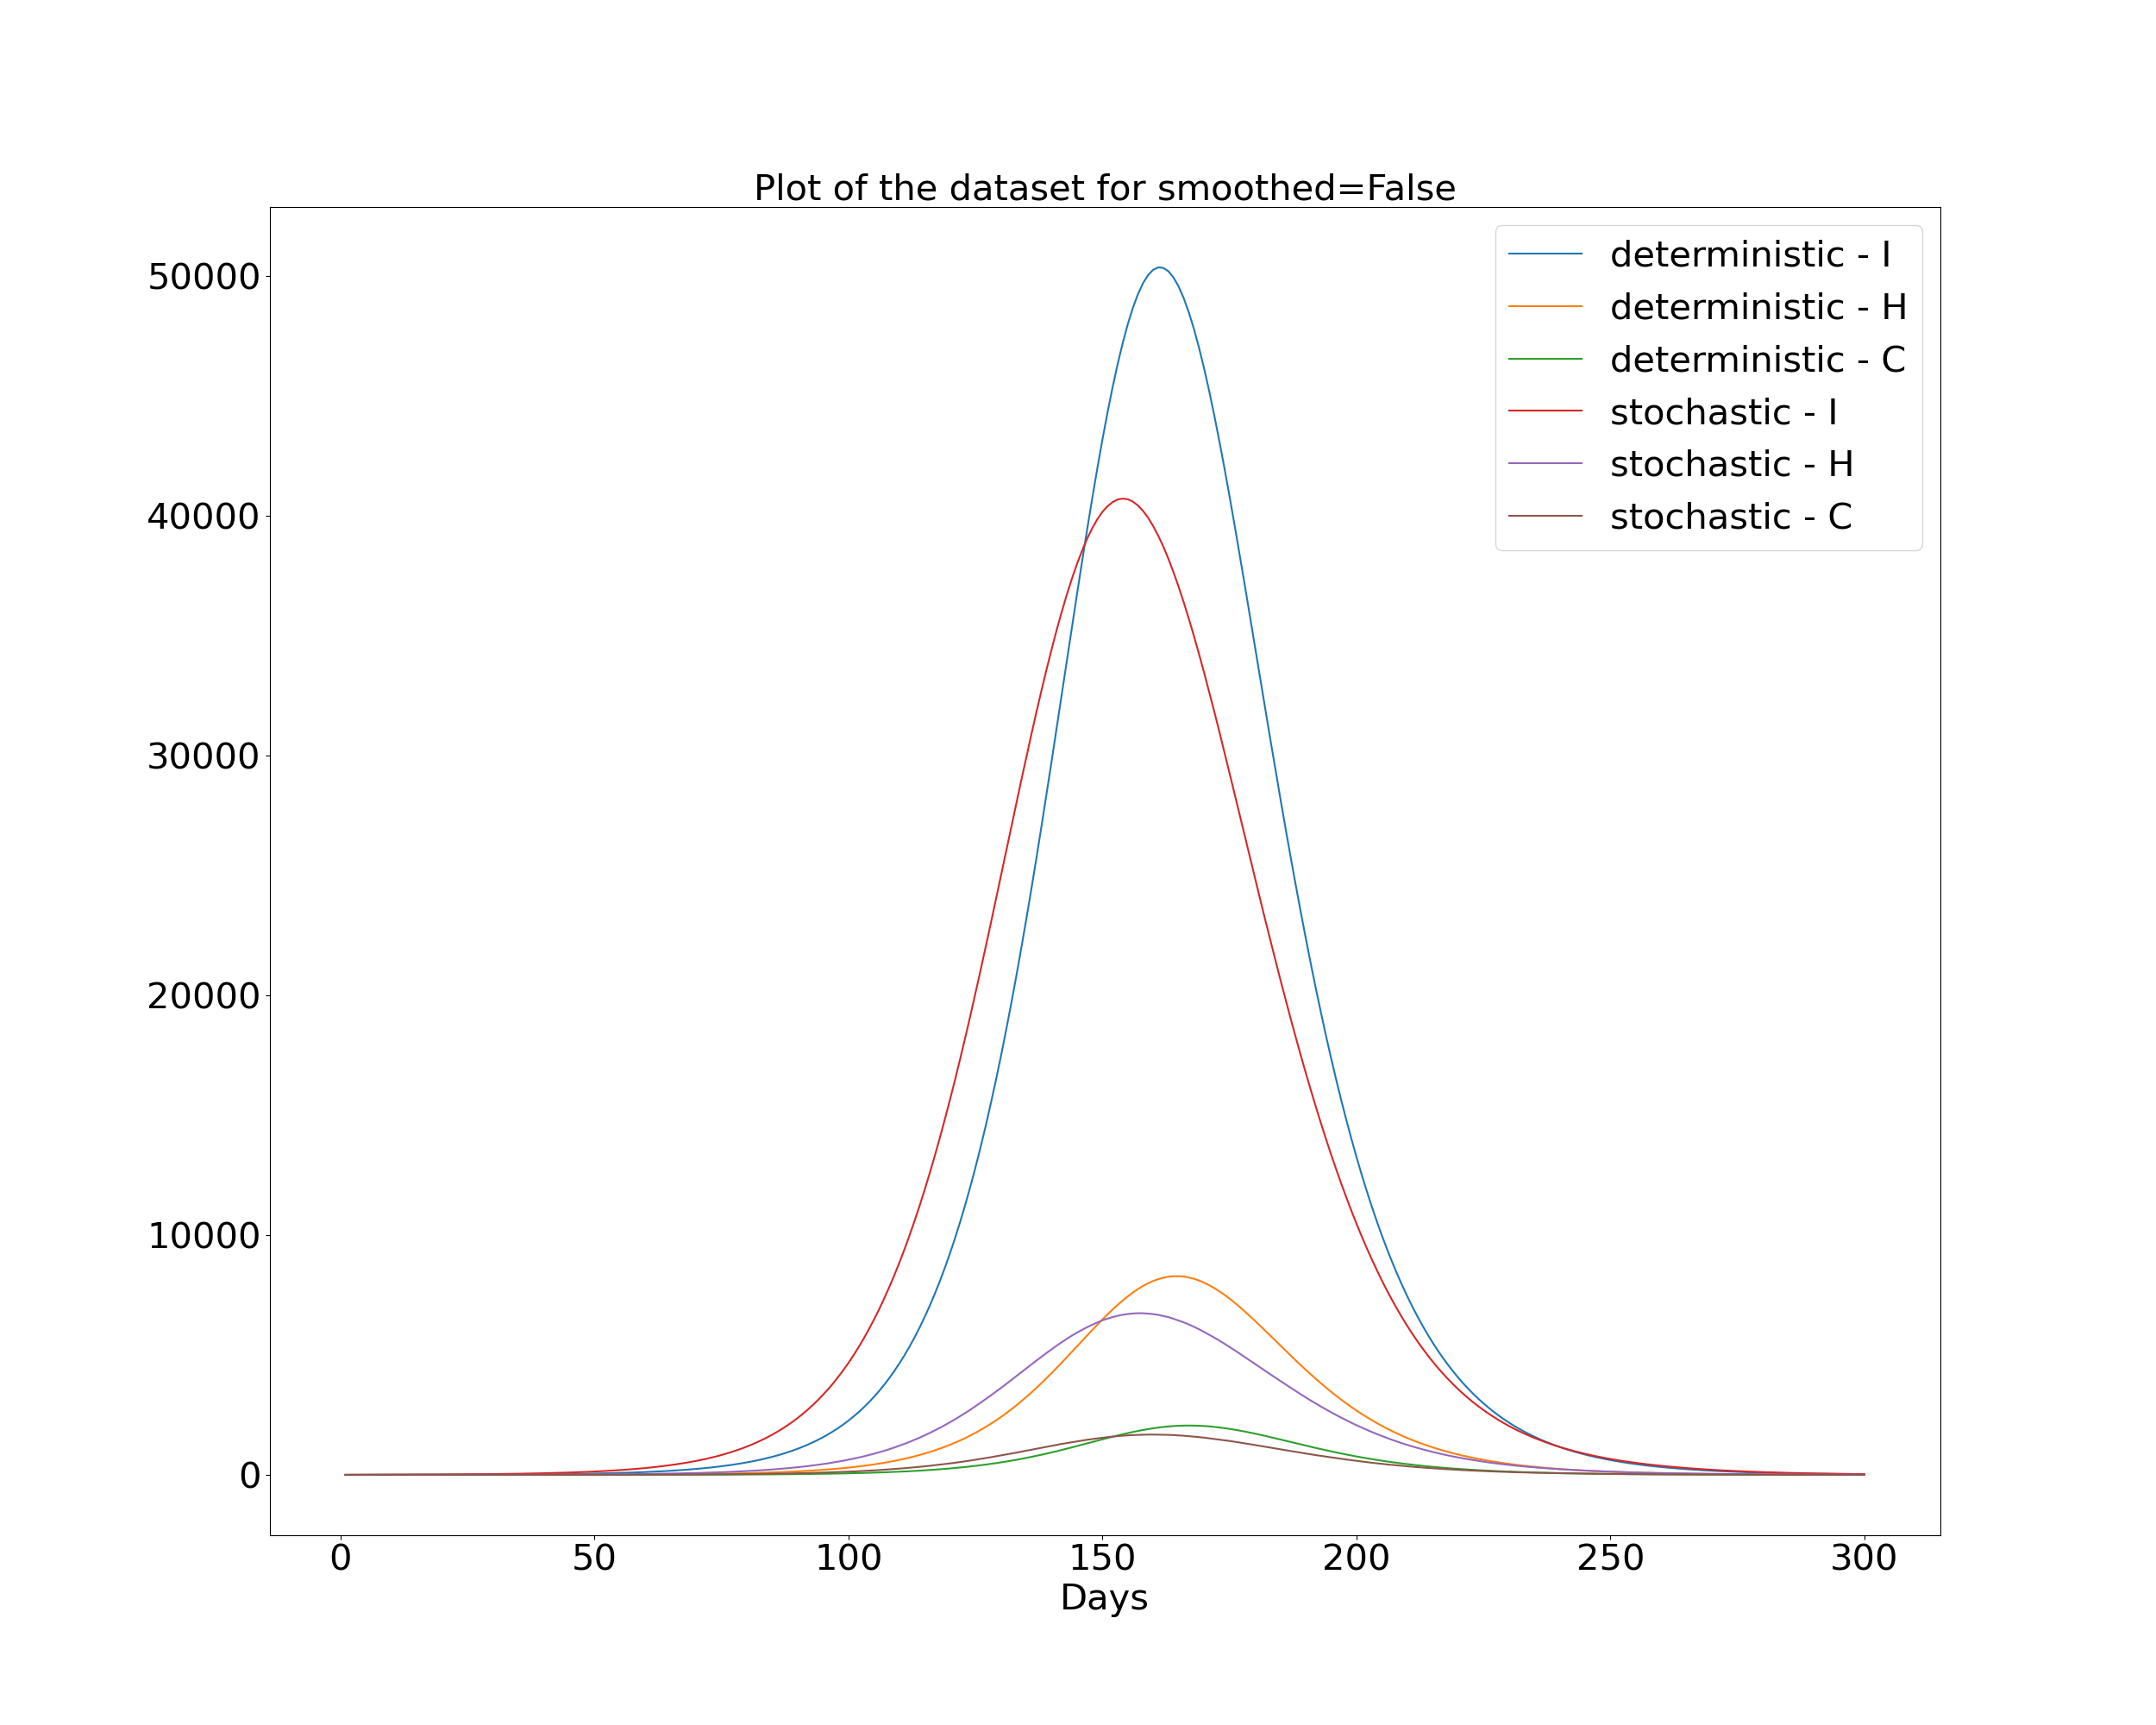 Plot of the dataset for smoothed=False
deterministic - I
deterministic - H
deterministic - C
stochastic - I
stochastic - H
stochastic - C
50000
40000
30000
20000
10000
0
0 50 100 150 200 250 300
Days